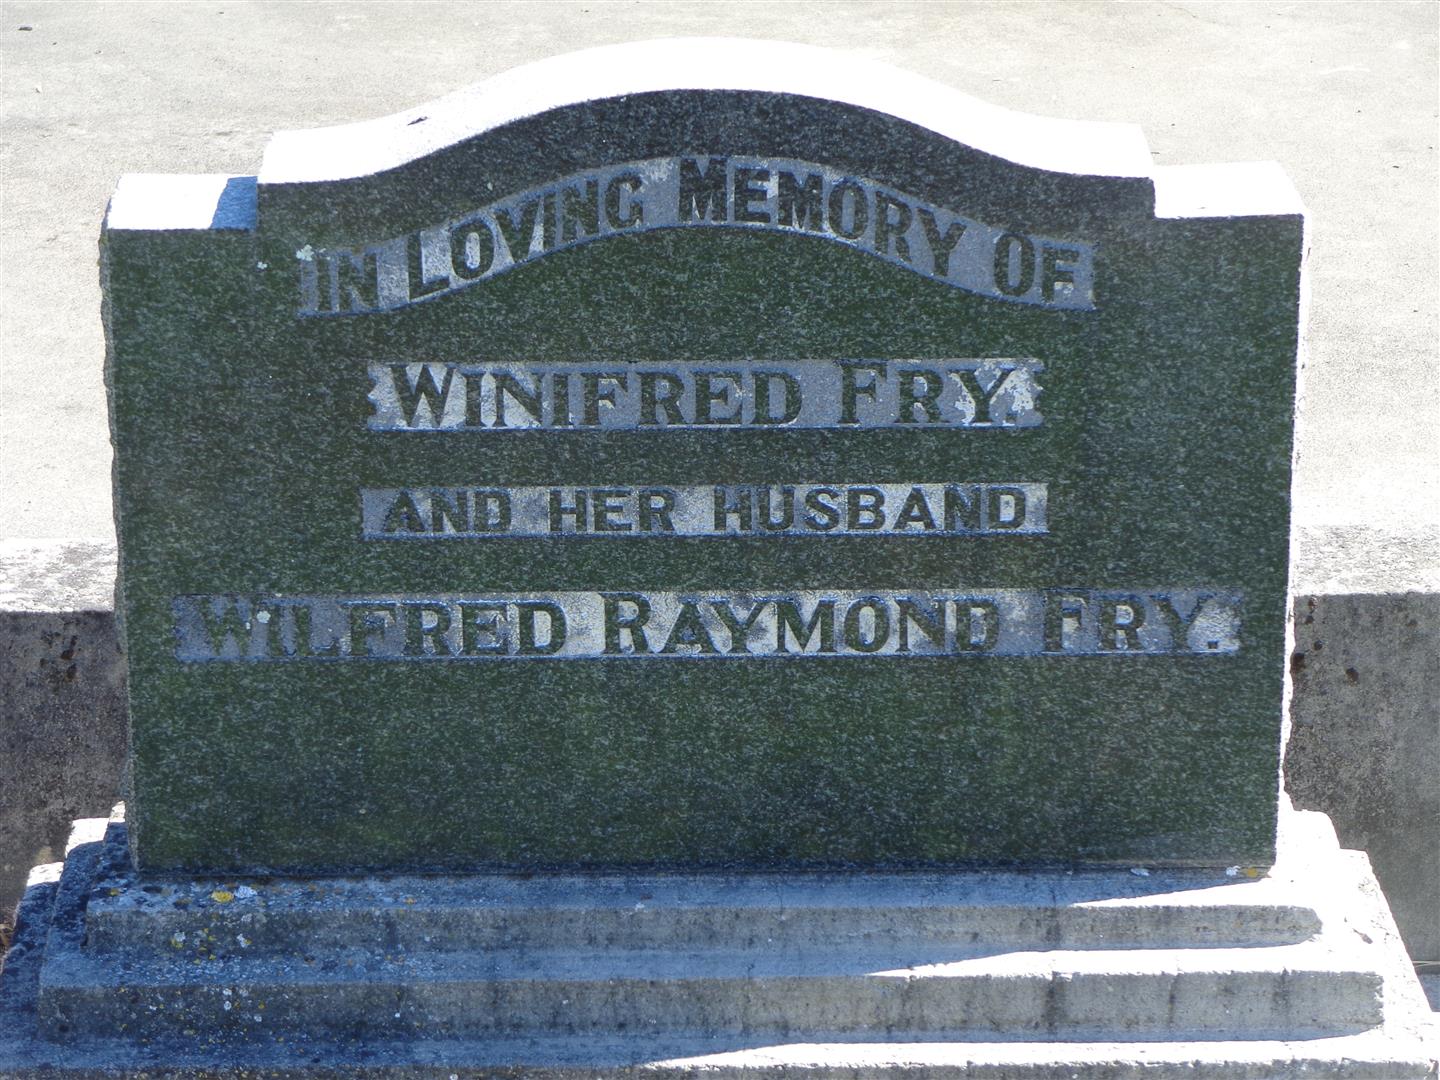 IN LOVING MEMORY OF
WINIFRED FRY.
AND HER HUSBAND
WILFRED RAYMOND FRY.